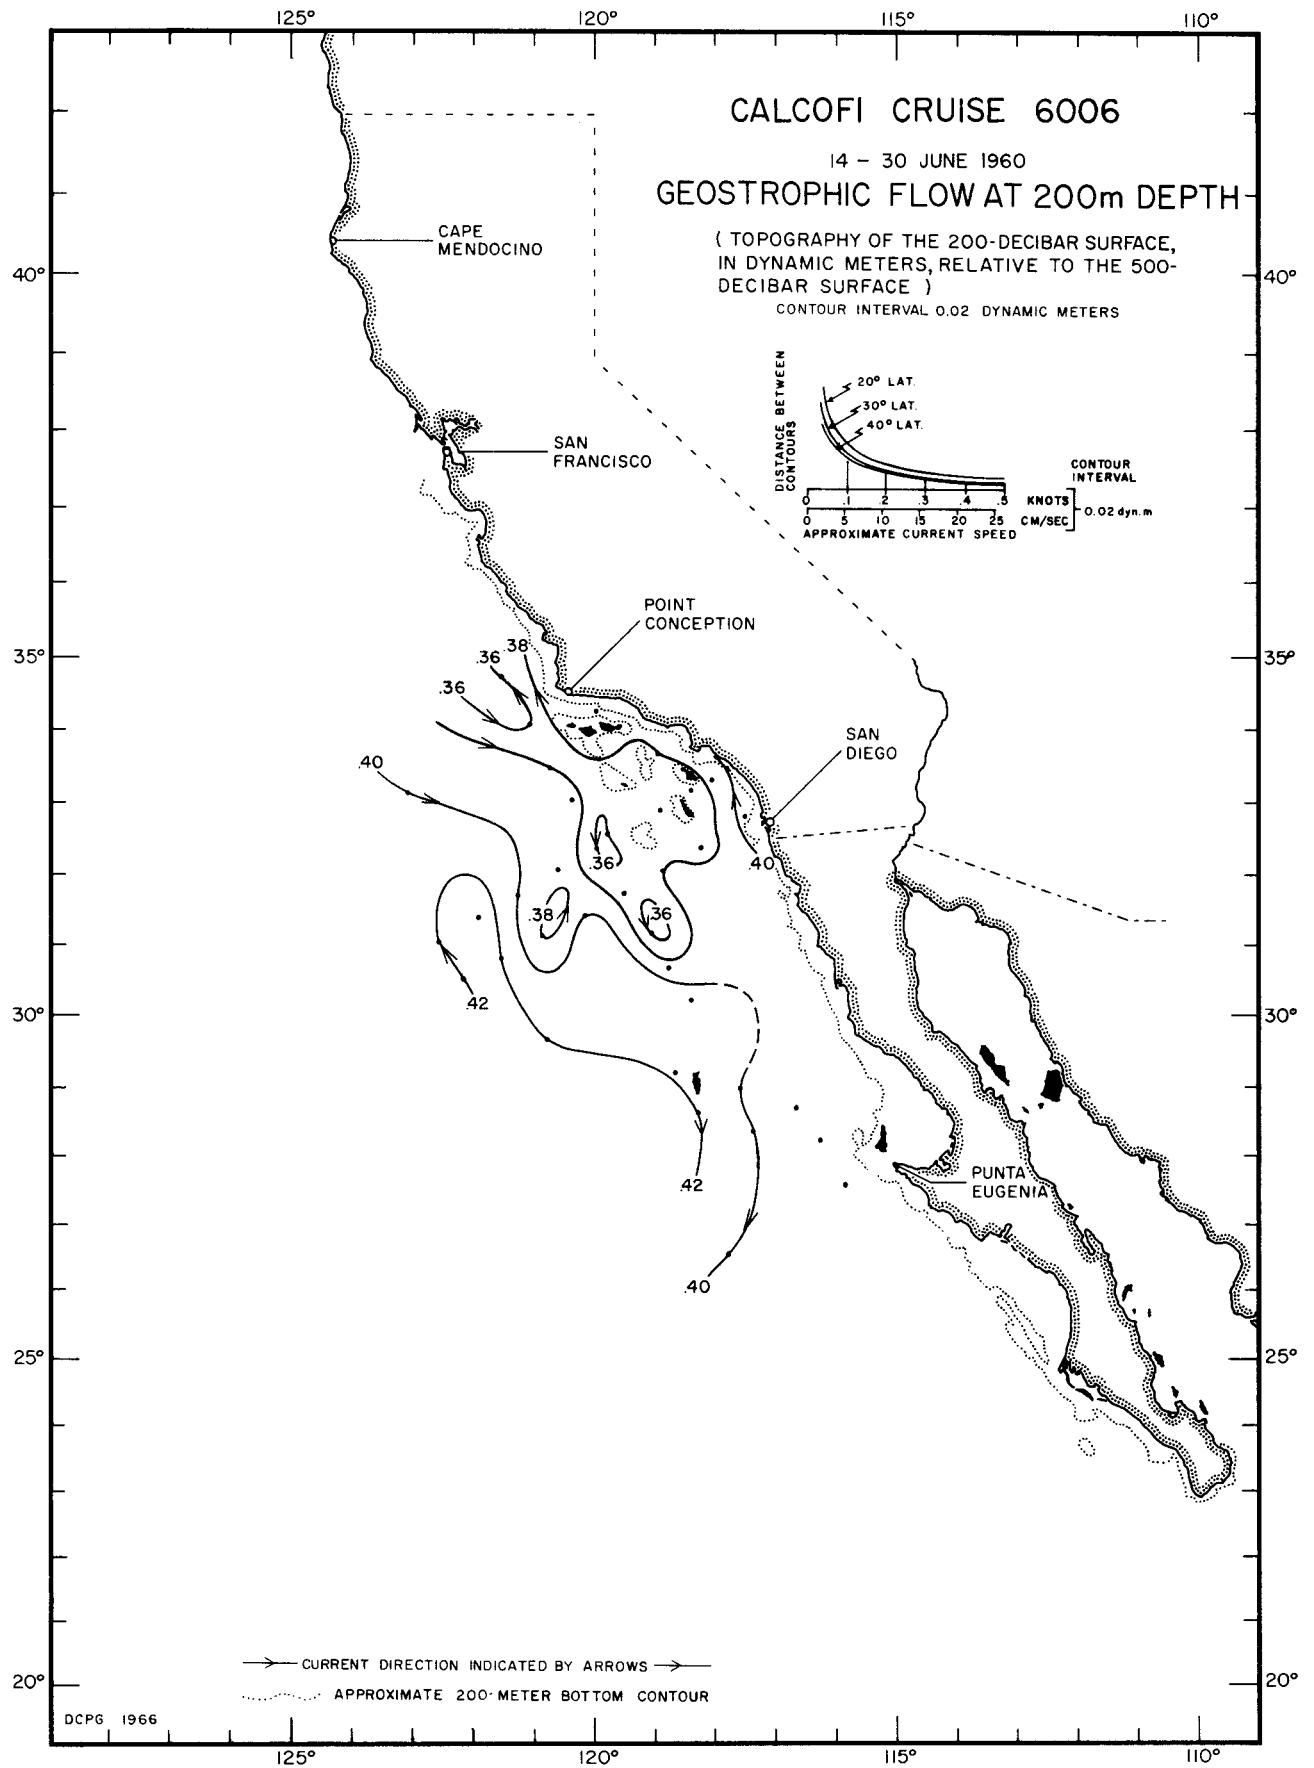 125° 120° 115° 110°
CALCOFI CRUISE 6006
14 – 30 JUNE 1960
GEOSTROPHIC FLOW AT 200m DEPTH
( TOPOGRAPHY OF THE 200-DECIBAR SURFACE,
IN DYNAMIC METERS, RELATIVE TO THE 500-
DECIBAR SURFACE )
CONTOUR INTERVAL 0.02 DYNAMIC METERS
CAPE
MENDOCINO
40° 40°
DISTANCE BETWEEN
CONTOURS
20° LAT.
30° LAT.
40° LAT.
CONTOUR
INTERVAL
0 .1 .2 .3 .4 .5 KNOTS
0.02 dyn.m
0 5 10 15 20 25 CM/SEC
APPROXIMATE CURRENT SPEED
SAN
FRANCISCO
POINT
CONCEPTION
35° 35°
.38
.36
.36
SAN
DIEGO
.40
.36
.40
.38
.36
.42
30° 30°
PUNTA
EUGENIA
.42
.40
25° 25°
CURRENT DIRECTION INDICATED BY ARROWS
APPROXIMATE 200-METER BOTTOM CONTOUR
20° 20°
DCPG 1966
125° 120° 115° 110°